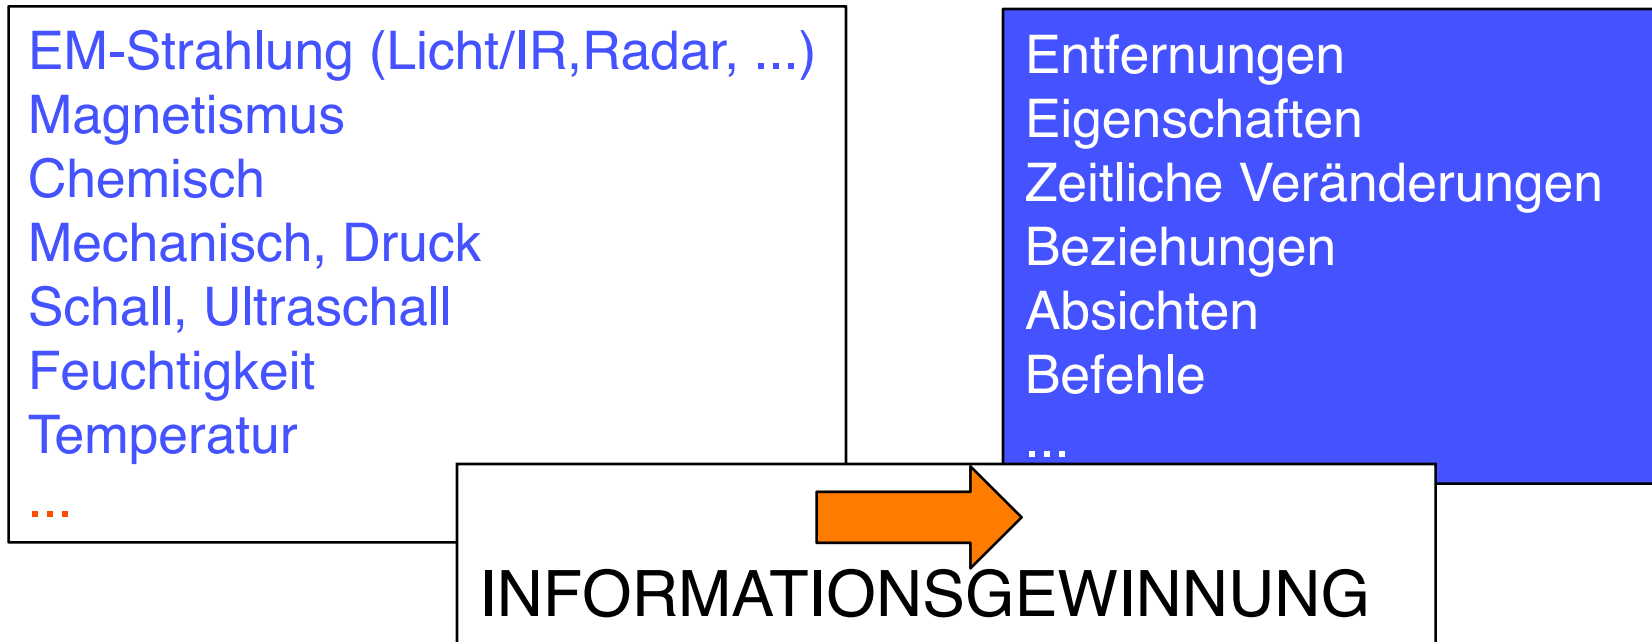 EM-Strahlung (Licht/IR,Radar, ...)
Magnetismus
Chemisch
Mechanisch, Druck
Schall, Ultraschall
Feuchtigkeit
Temperatur
...
Entfernungen
Eigenschaften
Zeitliche Veränderungen
Beziehungen
Absichten
Befehle
...
INFORMATIONSGEWINNUNG